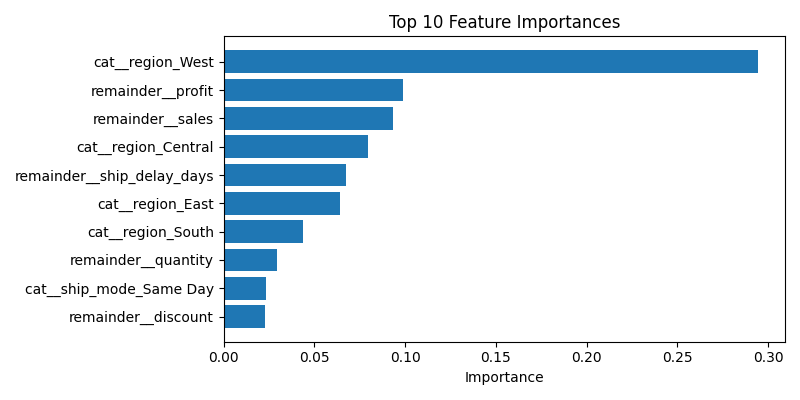 Top 10 Feature Importances
cat__region_West
remainder__profit
remainder__sales
cat__region_Central
remainder__ship_delay_days
cat__region_East
cat__region_South
remainder__quantity
cat__ship_mode_Same Day
remainder__discount
0.00 0.05 0.10 0.15 0.20 0.25 0.30
Importance